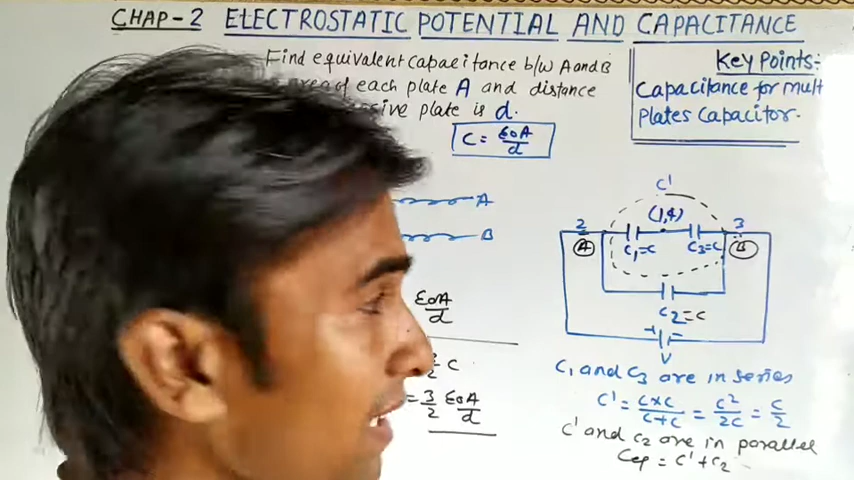 CHAP-2 ELECTROSTATIC POTENTIAL AND CAPACITANCE
Find equivalent capacitance b/w A and B
of each plate A and distance
plate is d.
C = ε₀A/d
Key Points:-
Capacitance for mult
Plates Capacitor.
A
B
ε₀A/d
C
= 3/2 ε₀A/d
C'
(1,4)
2
3
A
B
C₁=C
C₃=C
C₂=C
+
-
V
C₁ and C₃ are in series
C' = C×C/C+C = C²/2C = C/2
C' and C₂ are in parallel
Ceq = C' + C₂